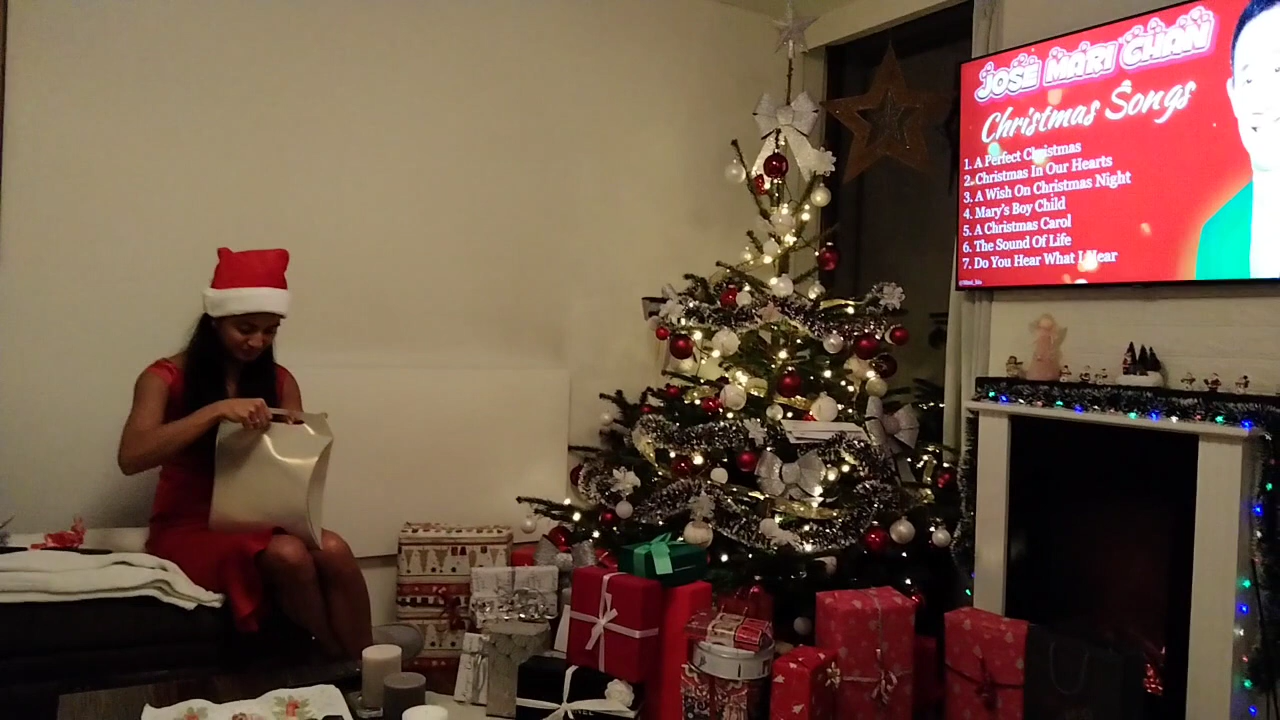 JOSE MARI CHAN
Christmas Songs
1. A Perfect Christmas
2. Christmas In Our Hearts
3. A Wish On Christmas Night
4. Mary's Boy Child
5. A Christmas Carol
6. The Sound Of Life
7. Do You Hear What I Hear